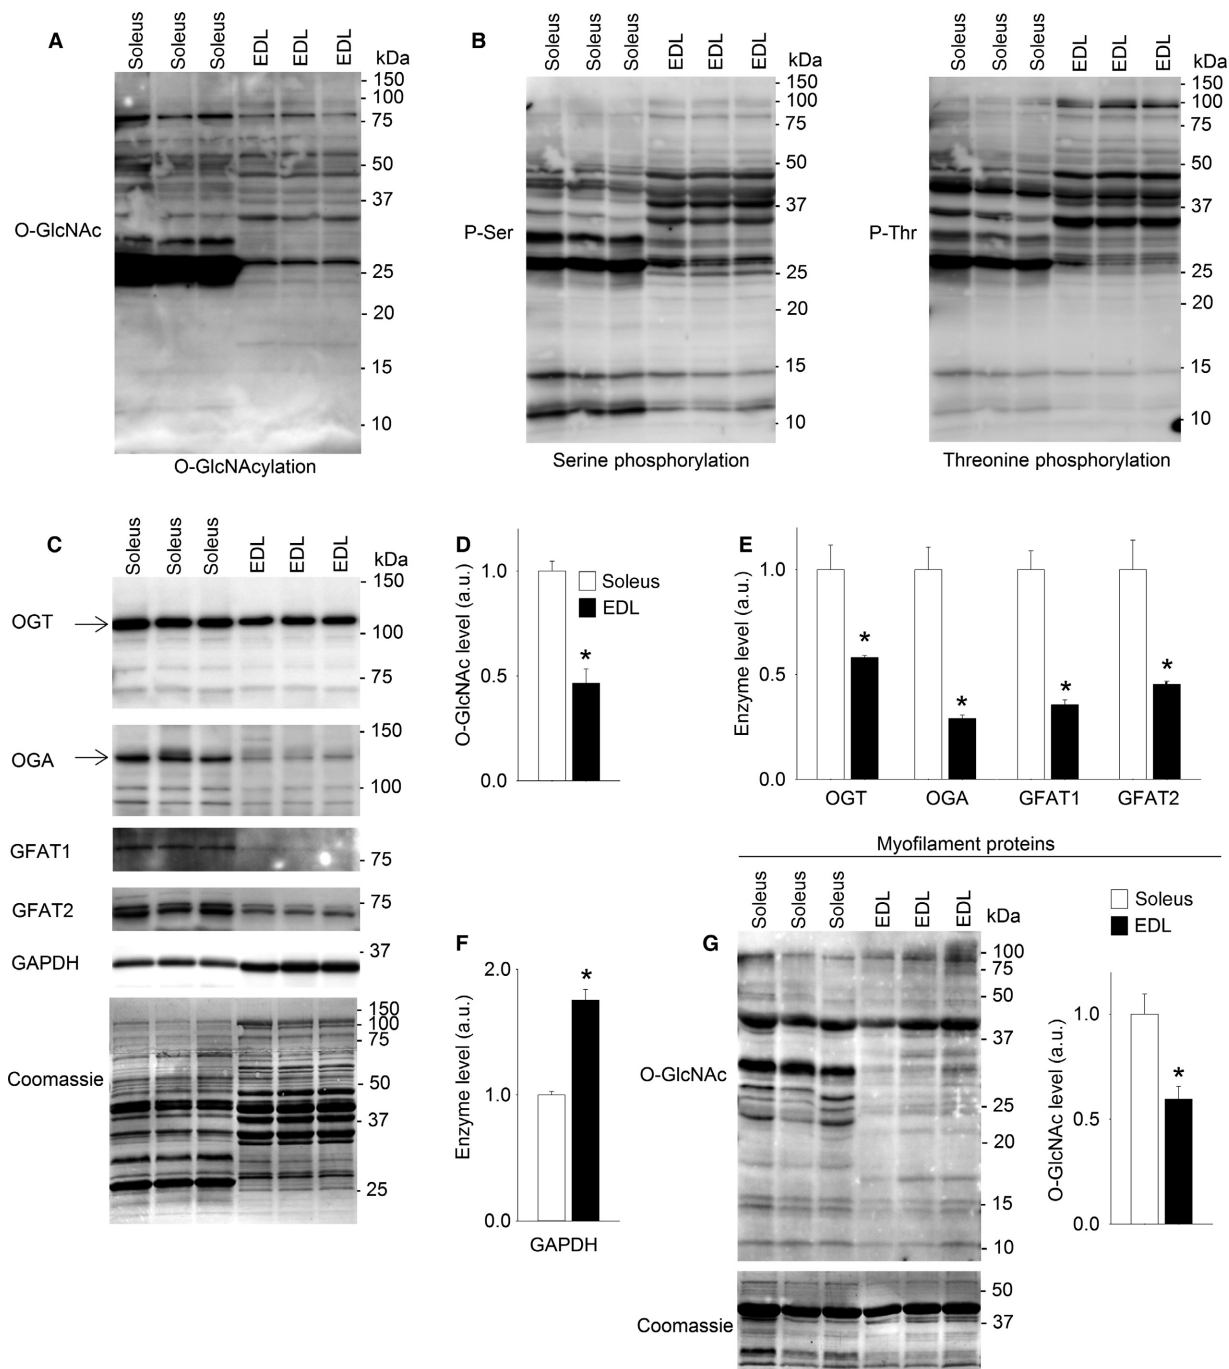 A
Soleus
Soleus
Soleus
EDL
EDL
EDL
kDa
150
100
75
50
37
25
20
15
10
O-GlcNAc
O-GlcNAcylation
B
Soleus
Soleus
Soleus
EDL
EDL
EDL
kDa
150
100
75
50
37
25
20
15
10
P-Ser
Serine phosphorylation
Soleus
Soleus
Soleus
EDL
EDL
EDL
kDa
150
100
75
50
37
25
20
15
10
P-Thr
Threonine phosphorylation
C
Soleus
Soleus
Soleus
EDL
EDL
EDL
kDa
150
OGT
100
75
150
OGA
100
GFAT1
75
GFAT2
75
GAPDH
37
150
100
75
Coomassie
50
37
25
D
O-GlcNAc level (a.u.)
1.0
0.5
0.0
Soleus
EDL
*
E
Enzyme level (a.u.)
1.0
0.5
0.0
*
*
*
*
OGT
OGA
GFAT1
GFAT2
F
Enzyme level (a.u.)
2.0
1.0
0.0
*
GAPDH
Myofilament proteins
G
Soleus
Soleus
Soleus
EDL
EDL
EDL
kDa
100
75
50
37
25
20
15
10
O-GlcNAc
Coomassie
50
37
Soleus
EDL
O-GlcNAc level (a.u.)
1.0
0.5
0.0
*